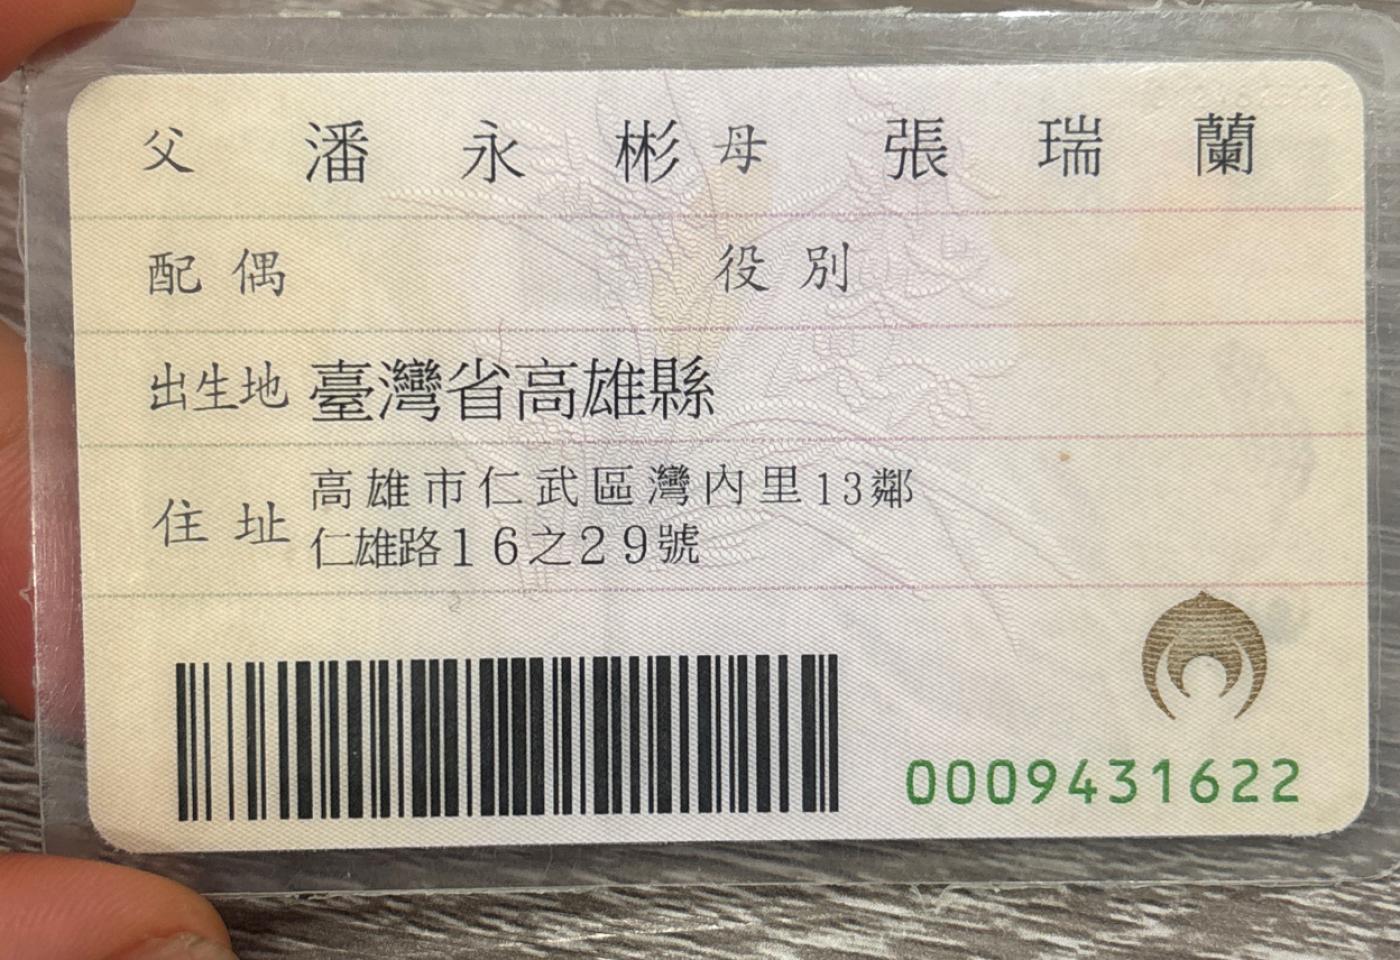 父 潘永彬 母 張瑞蘭
配偶 役別
出生地 臺灣省高雄縣
住址 高雄市仁武區灣內里13鄰
仁雄路16之29號
0009431622